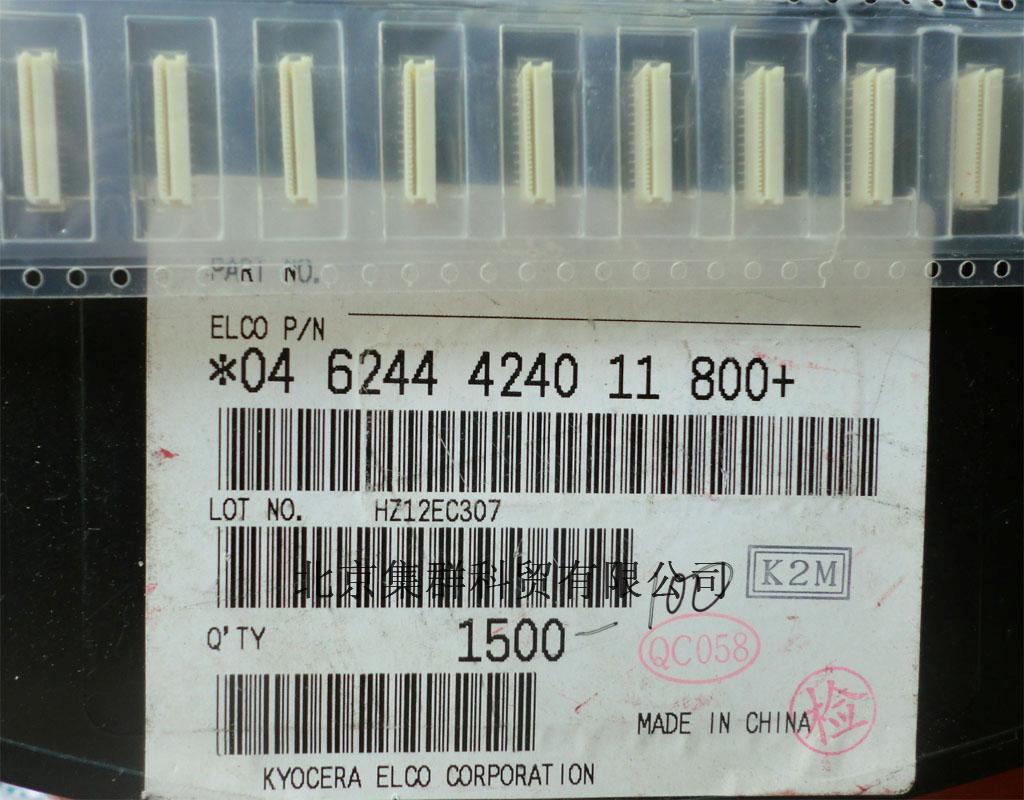 PART NO.
ELCO P/N
*04 6244 4240 11 800+
LOT NO. HZ12EC307
北京集群科贸有限公司
100
K2M
Q'TY 1500
QC058
MADE IN CHINA
检
KYOCERA ELCO CORPORATION